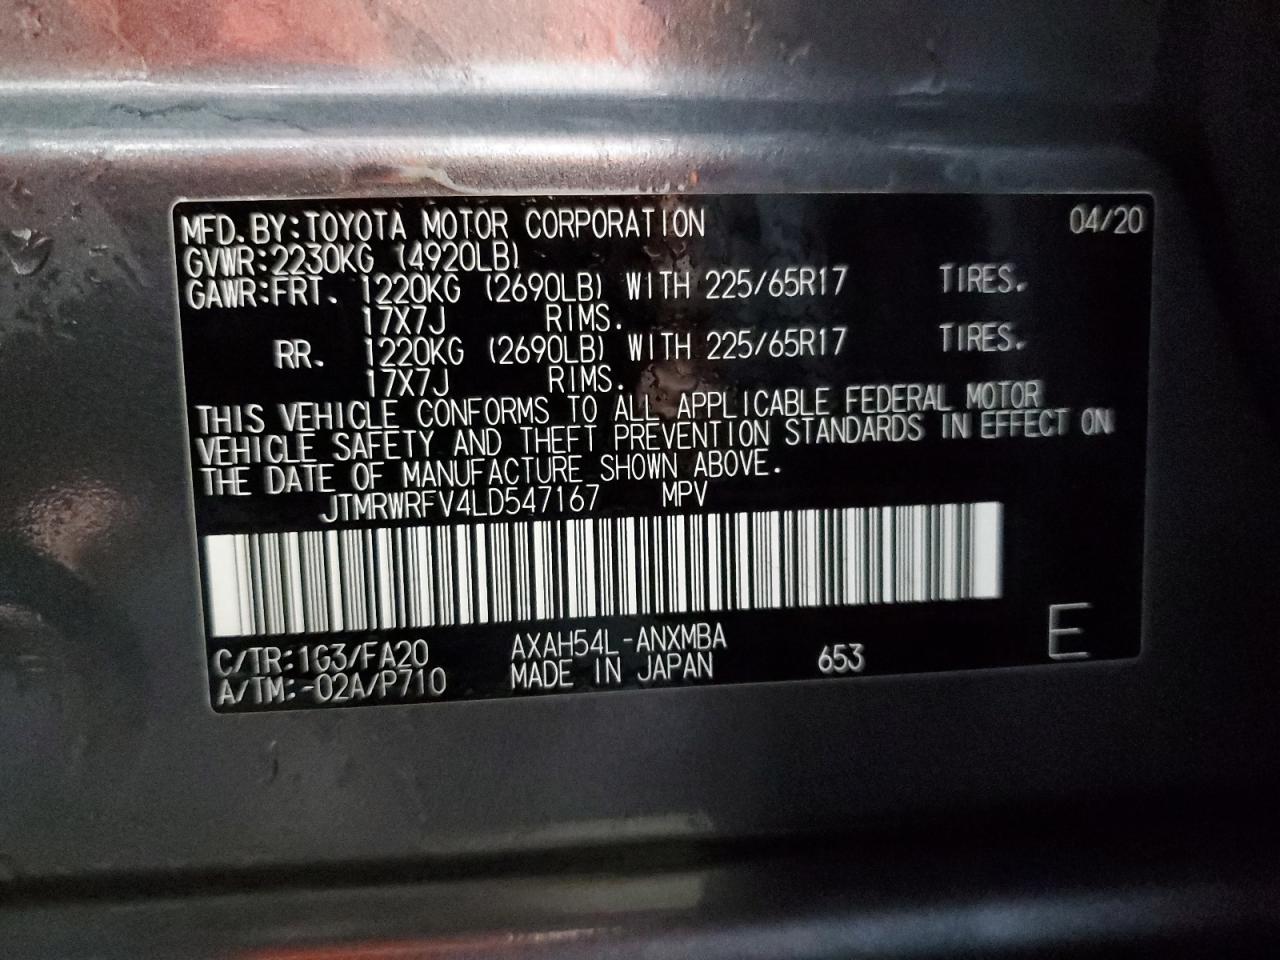 MFD.BY:TOYOTA MOTOR CORPORATION 04/20
GVWR:2230KG (4920LB)
GAWR:FRT. 1220KG (2690LB) WITH 225/65R17 TIRES.
17X7J RIMS.
RR. 1220KG (2690LB) WITH 225/65R17 TIRES.
17X7J RIMS.
THIS VEHICLE CONFORMS TO ALL APPLICABLE FEDERAL MOTOR
VEHICLE SAFETY AND THEFT PREVENTION STANDARDS IN EFFECT ON
THE DATE OF MANUFACTURE SHOWN ABOVE.
JTMRWRFV4LD547167 MPV
C/TR:1G3/FA20 AXAH54L-ANXMBA 653 E
A/TM:-02A/P710 MADE IN JAPAN